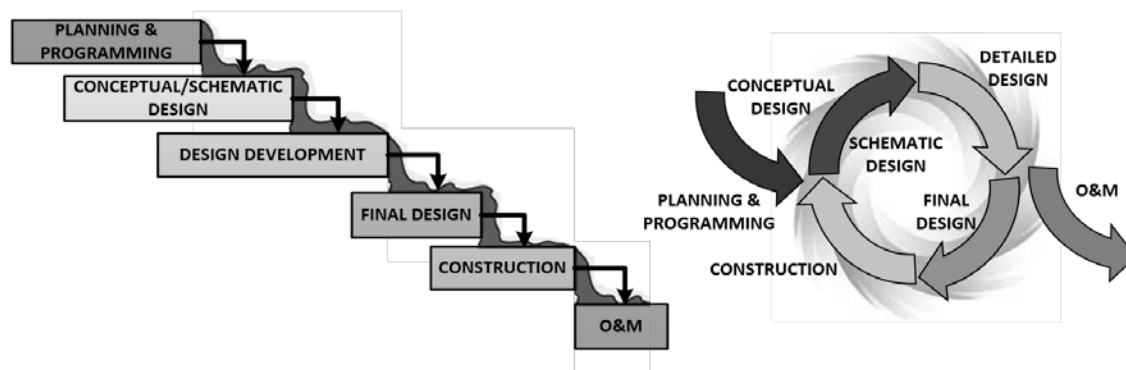 PLANNING &
PROGRAMMING
CONCEPTUAL/SCHEMATIC
DESIGN
DESIGN DEVELOPMENT
FINAL DESIGN
CONSTRUCTION
O&M
CONCEPTUAL
DESIGN
DETAILED
DESIGN
SCHEMATIC
DESIGN
PLANNING &
PROGRAMMING
FINAL
DESIGN
O&M
CONSTRUCTION